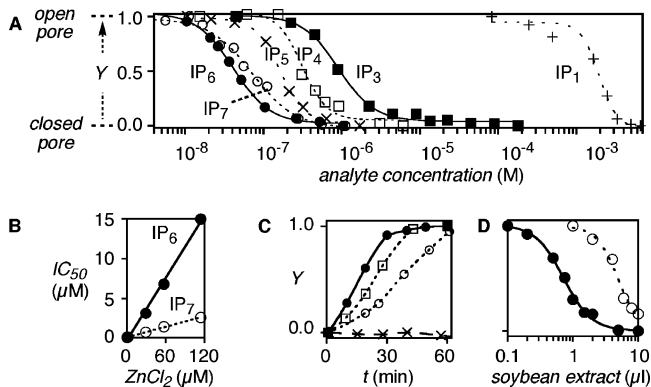 A
open
pore
Y
closed
pore
1.0
0.5
0.0
IP6
IP7
IP5
IP4
IP3
IP1
10-8
10-7
10-6
10-5
10-4
10-3
analyte concentration (M)
B
15
10
5
0
IC50
(µM)
IP6
IP7
0
60
120
ZnCl2 (µM)
C
1.0
Y
0.0
0
30
60
t (min)
D
0.1
1
10
soybean extract (µl)